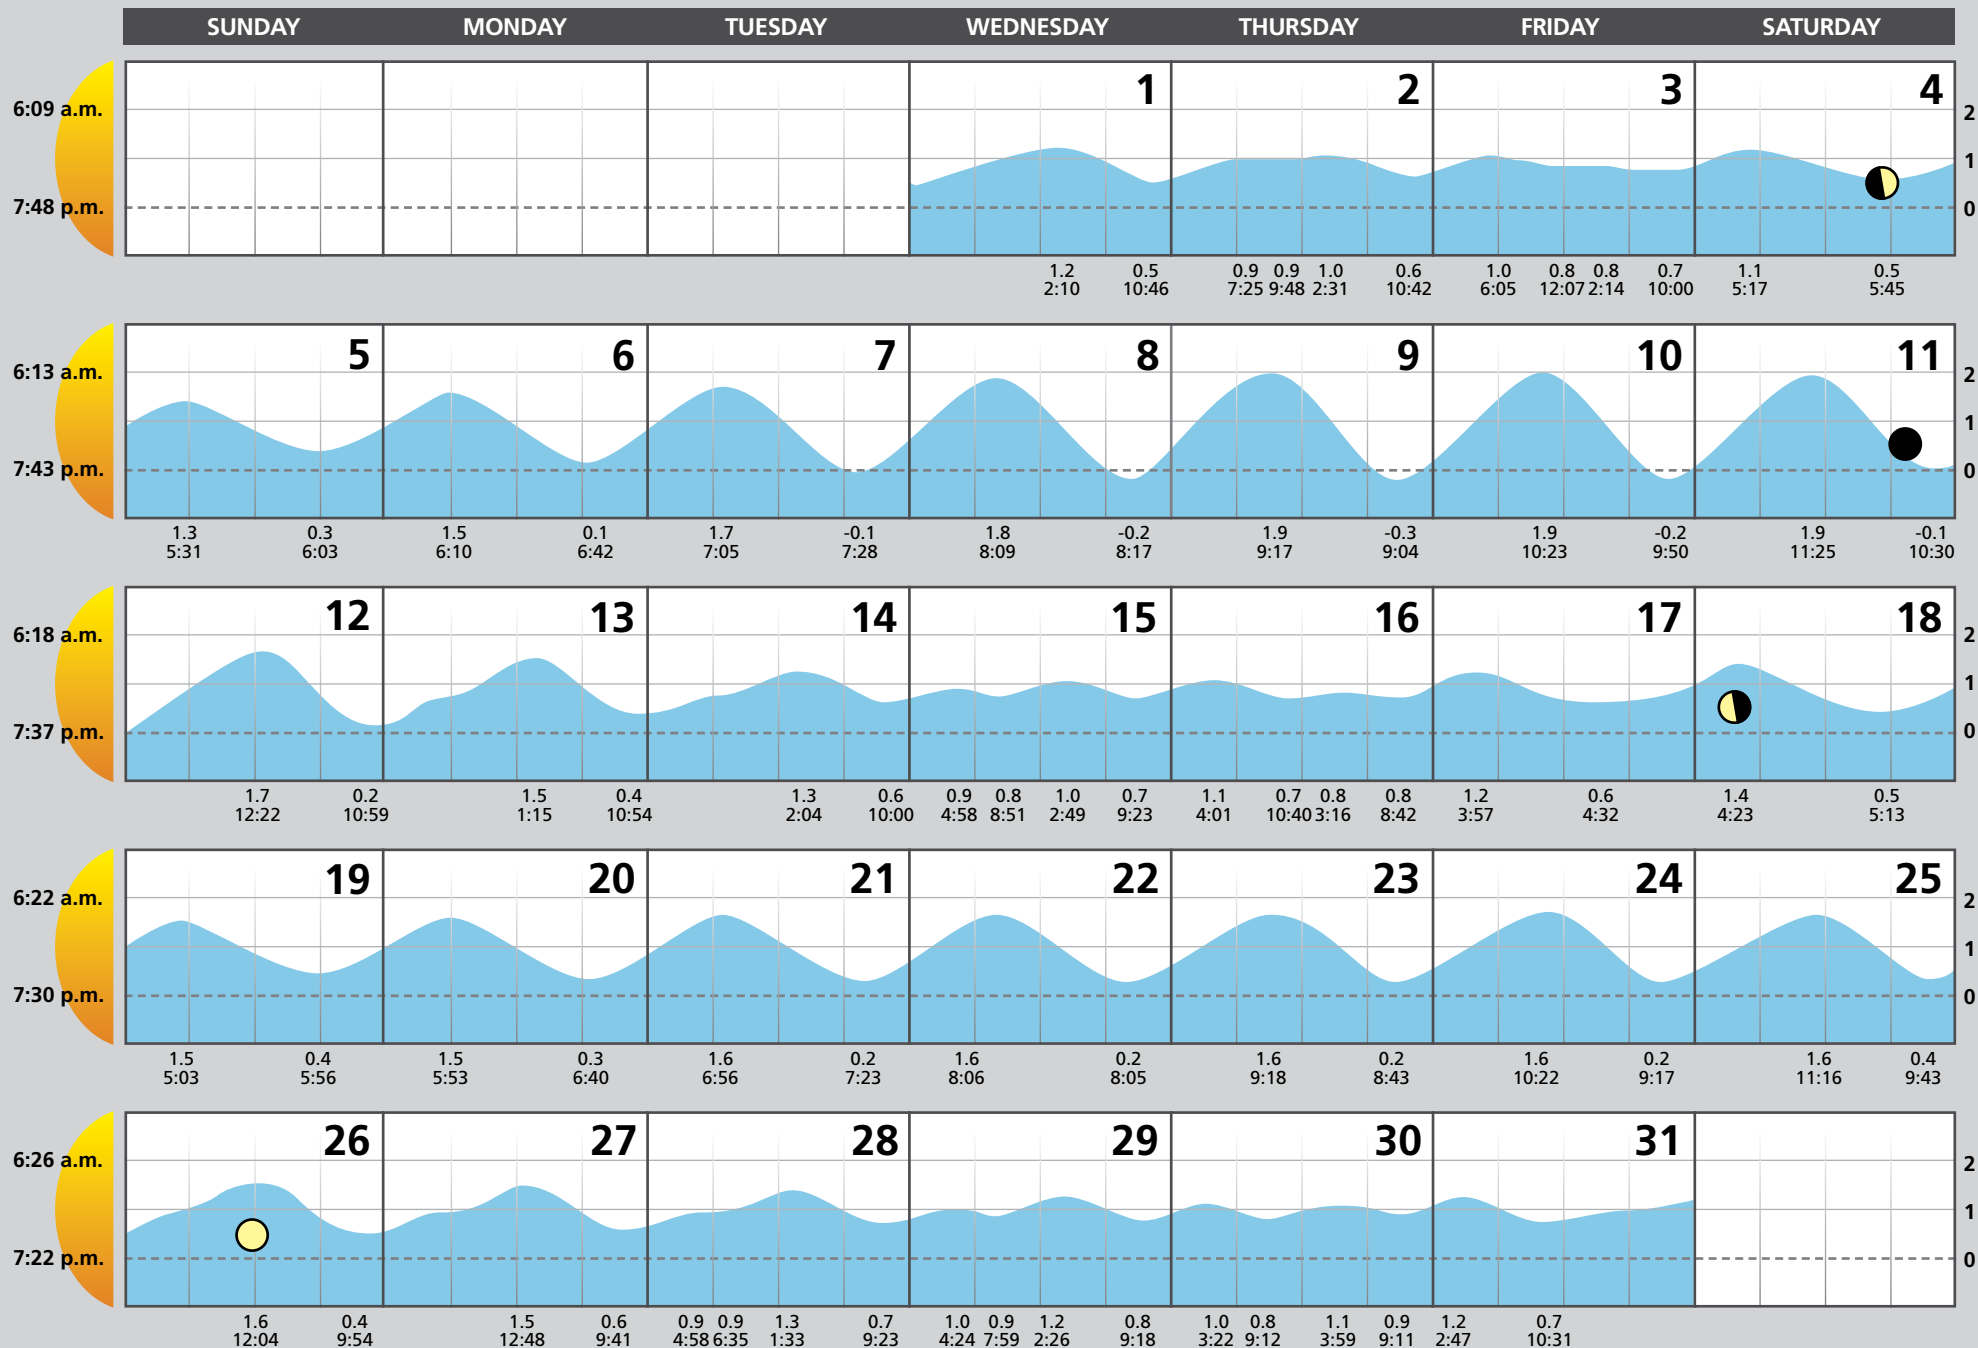 SUNDAY MONDAY TUESDAY WEDNESDAY THURSDAY FRIDAY SATURDAY
1 2 3 4
6:09 a.m. 2
1
7:48 p.m. 0
1.2 0.5 0.9 0.9 1.0 0.6 1.0 0.8 0.8 0.7 1.1 0.5
2:10 10:46 7:25 9:48 2:31 10:42 6:05 12:07 2:14 10:00 5:17 5:45
5 6 7 8 9 10 11
6:13 a.m. 2
1
7:43 p.m. 0
1.3 0.3 1.5 0.1 1.7 -0.1 1.8 -0.2 1.9 -0.3 1.9 -0.2 1.9 -0.1
5:31 6:03 6:10 6:42 7:05 7:28 8:09 8:17 9:17 9:04 10:23 9:50 11:25 10:30
12 13 14 15 16 17 18
6:18 a.m. 2
1
7:37 p.m. 0
1.7 0.2 1.5 0.4 1.3 0.6 0.9 0.8 1.0 0.7 1.1 0.7 0.8 0.8 1.2 0.6 1.4 0.5
12:22 10:59 1:15 10:54 2:04 10:00 4:58 8:51 2:49 9:23 4:01 10:40 3:16 8:42 3:57 4:32 4:23 5:13
19 20 21 22 23 24 25
6:22 a.m. 2
1
7:30 p.m. 0
1.5 0.4 1.5 0.3 1.6 0.2 1.6 0.2 1.6 0.2 1.6 0.2 1.6 0.4
5:03 5:56 5:53 6:40 6:56 7:23 8:06 8:05 9:18 8:43 10:22 9:17 11:16 9:43
26 27 28 29 30 31
6:26 a.m. 2
1
7:22 p.m. 0
1.6 0.4 1.5 0.6 0.9 0.9 1.3 0.7 1.0 0.9 1.2 0.8 1.0 0.8 1.1 0.9 1.2 0.7
12:04 9:54 12:48 9:41 4:58 6:35 1:33 9:23 4:24 7:59 2:26 9:18 3:22 9:12 3:59 9:11 2:47 10:31